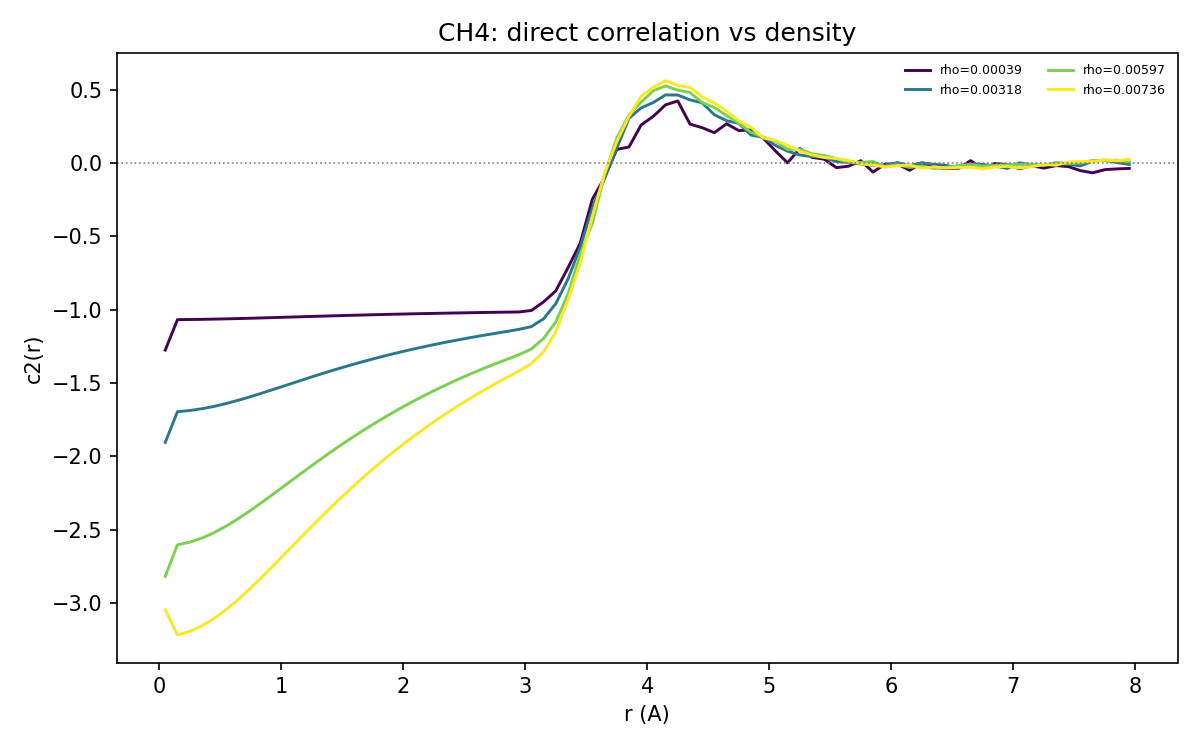 CH4: direct correlation vs density
rho=0.00039
rho=0.00318
rho=0.00597
rho=0.00736
c2(r)
0.5
0.0
−0.5
−1.0
−1.5
−2.0
−2.5
−3.0
0 1 2 3 4 5 6 7 8
r (A)